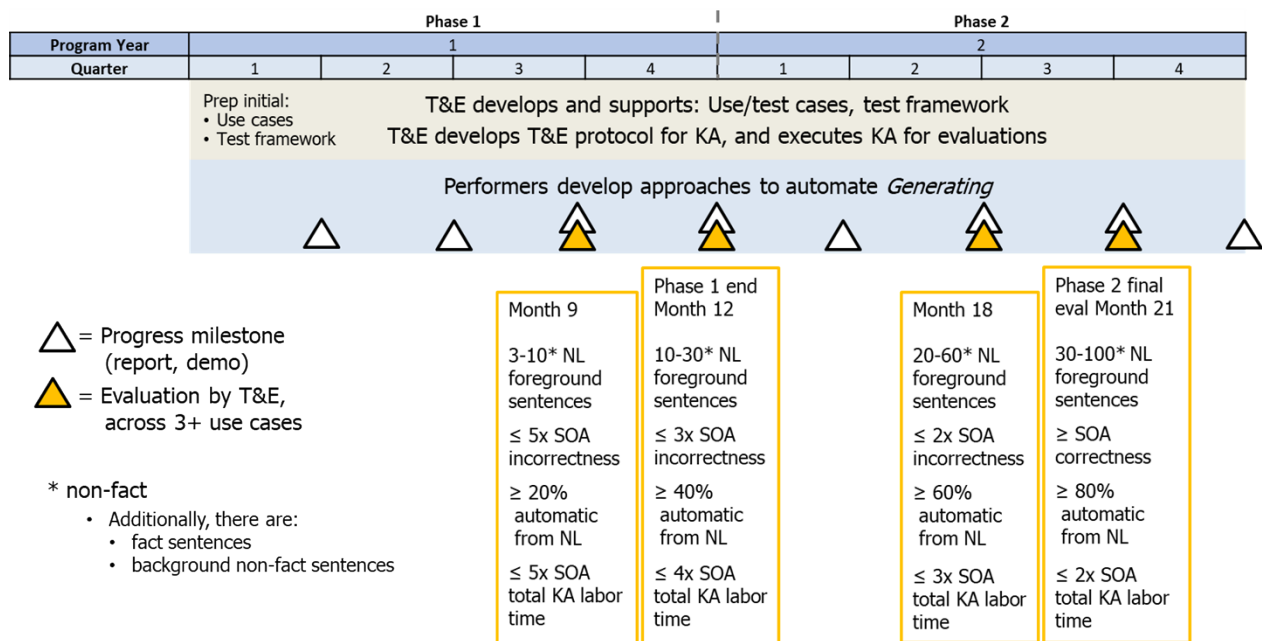 Phase 1
Phase 2
Program Year
1
2
Quarter
1
2
3
4
1
2
3
4
Prep initial:
• Use cases
• Test framework
T&E develops and supports: Use/test cases, test framework
T&E develops T&E protocol for KA, and executes KA for evaluations
Performers develop approaches to automate Generating
= Progress milestone
(report, demo)
= Evaluation by T&E,
across 3+ use cases
* non-fact
• Additionally, there are:
• fact sentences
• background non-fact sentences
Month 9
3-10* NL
foreground
sentences
≤ 5x SOA
incorrectness
≥ 20%
automatic
from NL
≤ 5x SOA
total KA labor
time
Phase 1 end
Month 12
10-30* NL
foreground
sentences
≤ 3x SOA
incorrectness
≥ 40%
automatic
from NL
≤ 4x SOA
total KA labor
time
Month 18
20-60* NL
foreground
sentences
≤ 2x SOA
incorrectness
≥ 60%
automatic
from NL
≤ 3x SOA
total KA labor
time
Phase 2 final
eval Month 21
30-100* NL
foreground
sentences
≥ SOA
correctness
≥ 80%
automatic
from NL
≤ 2x SOA
total KA labor
time